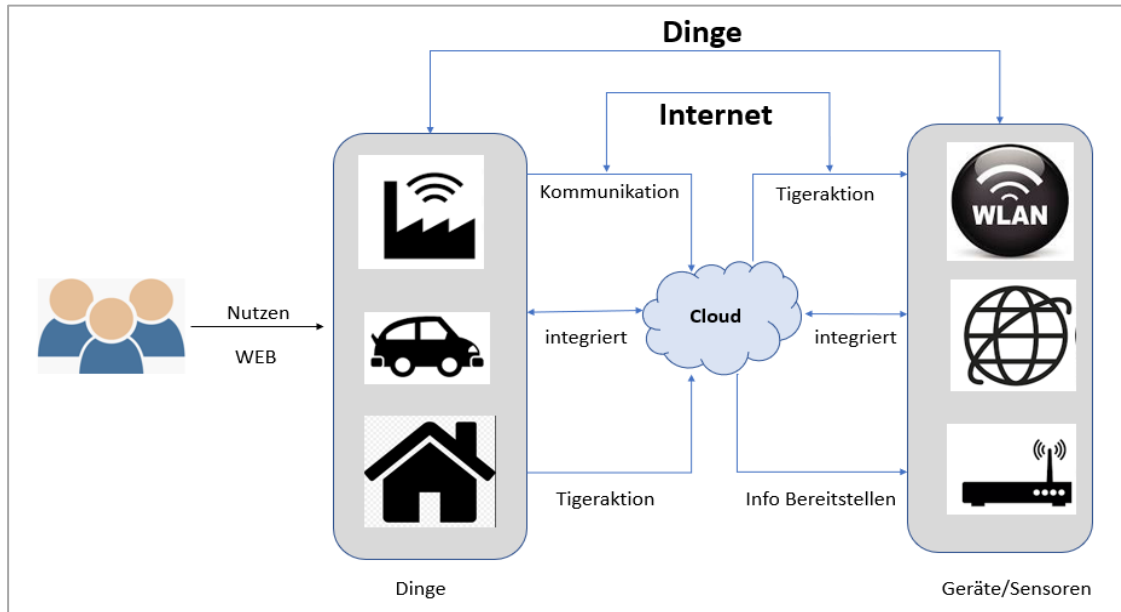 Dinge
Internet
Kommunikation
Tigeraktion
WLAN
Nutzen
WEB
Cloud
integriert
integriert
Tigeraktion
Info Bereitstellen
Dinge
Geräte/Sensoren